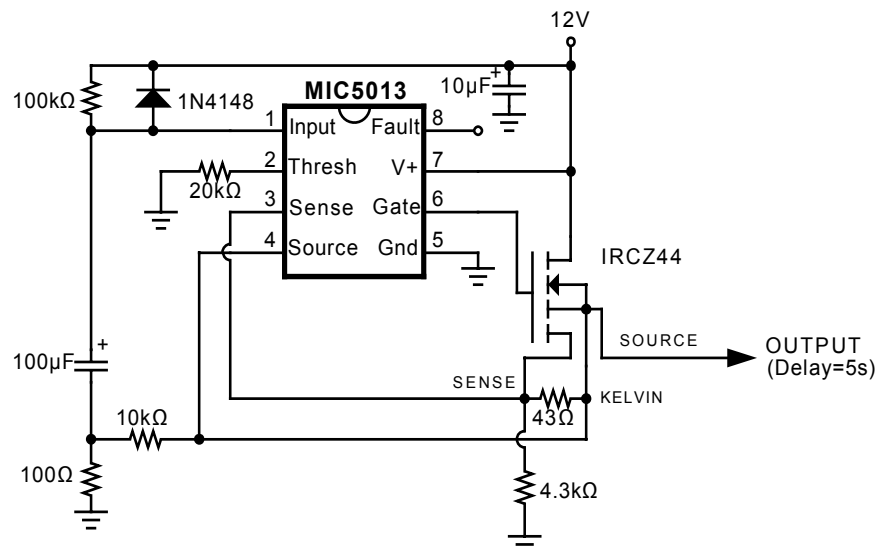 12V
100kΩ
1N4148
10µF
+
MIC5013
1
Input
Fault
8
2
Thresh
V+
7
20kΩ
3
Sense
Gate
6
4
Source
Gnd
5
IRCZ44
100µF
+
SOURCE
OUTPUT
(Delay=5s)
SENSE
43Ω
KELVIN
10kΩ
100Ω
4.3kΩ